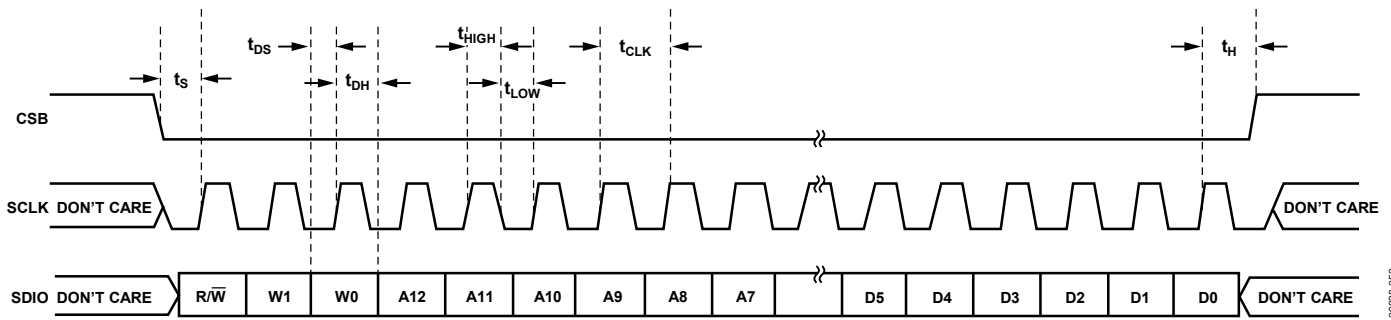 tDS
tHIGH
tCLK
tH
tS
tDH
tLOW
CSB
SCLK DON'T CARE
DON'T CARE
SDIO DON'T CARE
R/W̅
W1
W0
A12
A11
A10
A9
A8
A7
D5
D4
D3
D2
D1
D0
DON'T CARE